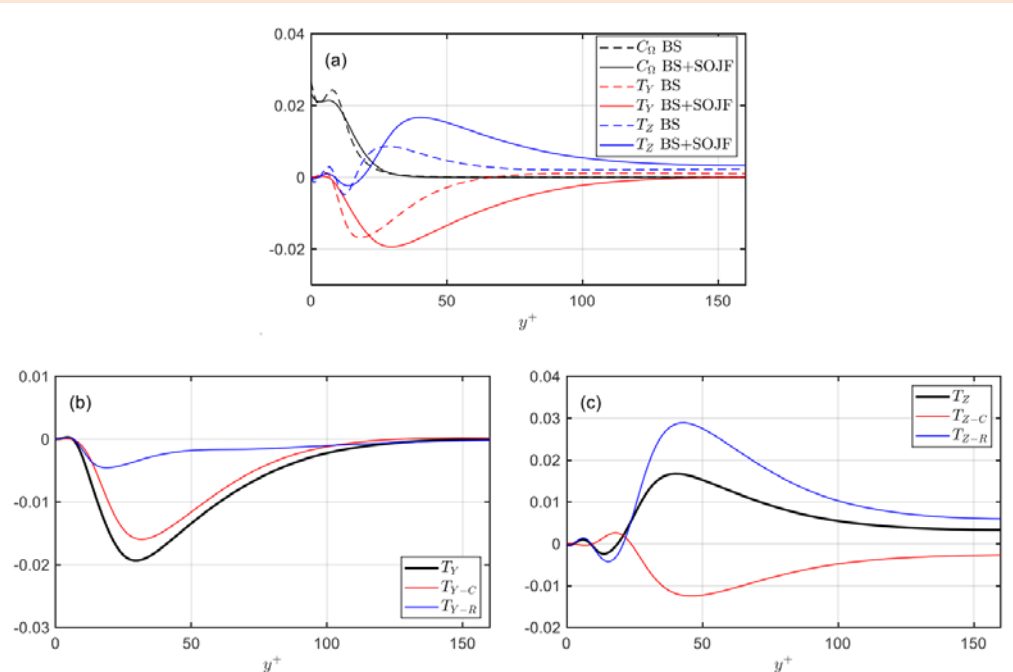 0.04
(a)
C_Ω BS
C_Ω BS+SOJF
0.02
T_Y BS
T_Y BS+SOJF
T_Z BS
T_Z BS+SOJF
0
-0.02
0 50 100 150
y⁺
0.01
(b)
0
-0.01
-0.02
T_Y
T_{Y-C}
T_{Y-R}
-0.03
0 50 100 150
y⁺
0.04
(c)
T_Z
T_{Z-C}
T_{Z-R}
0.03
0.02
0.01
0
-0.01
-0.02
0 50 100 150
y⁺